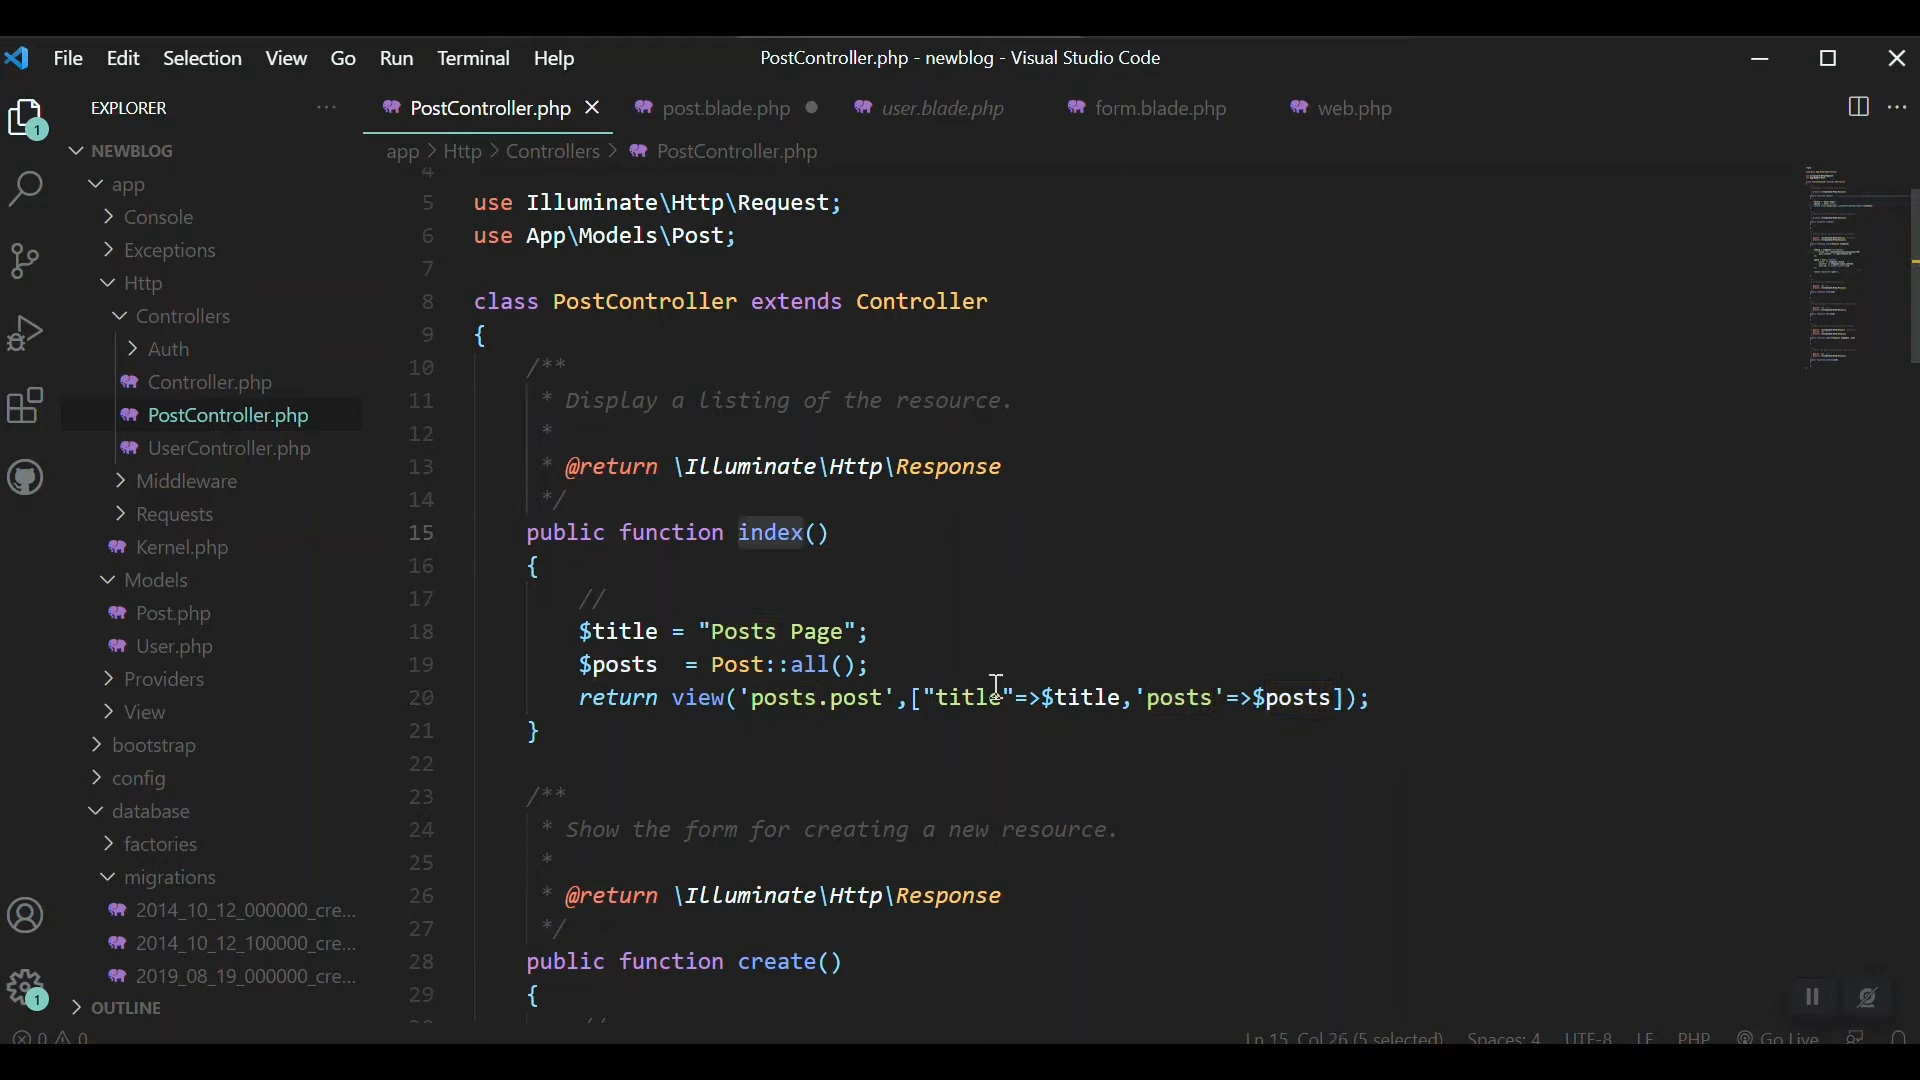 File Edit Selection View Go Run Terminal Help
PostController.php - newblog - Visual Studio Code
EXPLORER ...
PostController.php
post.blade.php
user.blade.php
form.blade.php
web.php
...
1
NEWBLOG
app
Console
Exceptions
Http
Controllers
Auth
Controller.php
PostController.php
UserController.php
Middleware
Requests
Kernel.php
Models
Post.php
User.php
Providers
View
bootstrap
config
database
factories
migrations
2014_10_12_000000_cre...
2014_10_12_100000_cre...
2019_08_19_000000_cre...
1
OUTLINE
app > Http > Controllers > PostController.php
4
5 use Illuminate\Http\Request;
6 use App\Models\Post;
7
8 class PostController extends Controller
9 {
10 /**
11 * Display a listing of the resource.
12 *
13 * @return \Illuminate\Http\Response
14 */
15 public function index()
16 {
17 //
18 $title = "Posts Page";
19 $posts = Post::all();
20 return view('posts.post',["title"=>$title,'posts'=>$posts]);
21 }
22
23 /**
24 * Show the form for creating a new resource.
25 *
26 * @return \Illuminate\Http\Response
27 */
28 public function create()
29 {
30 //
0 0
Ln 15, Col 26 (5 selected) Spaces: 4 UTF-8 LF PHP Go Live